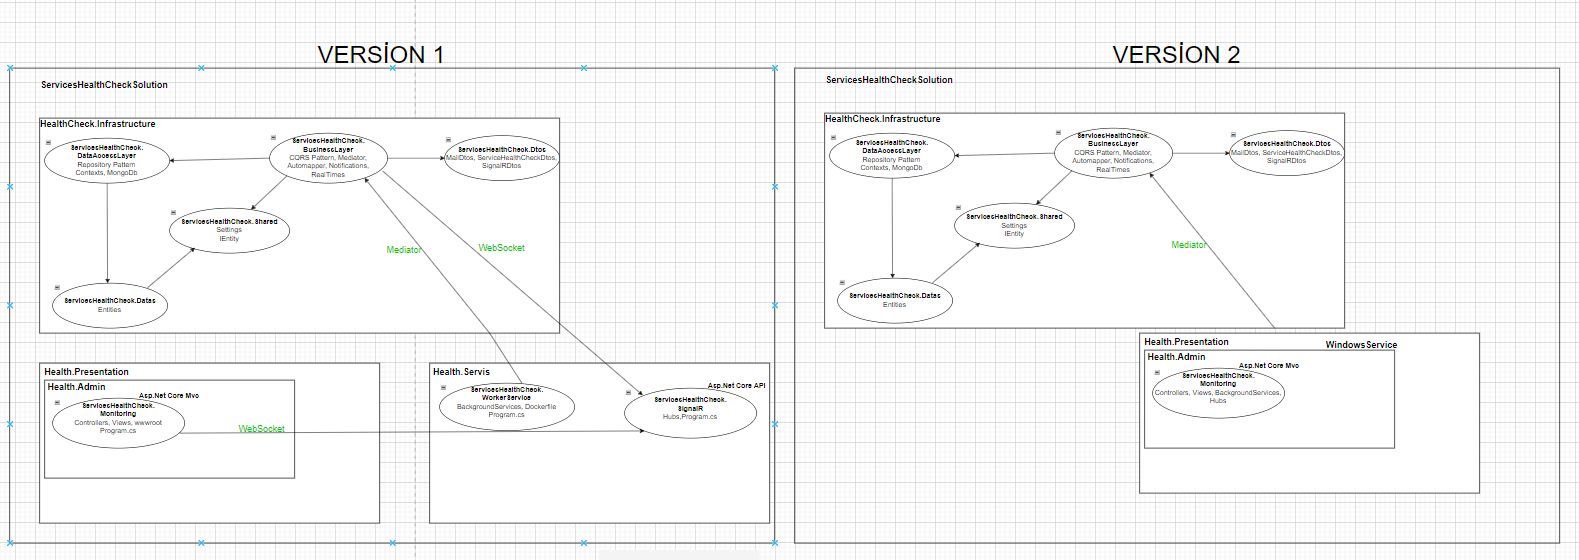 VERSİON 1
ServicesHealthCheckSolution
HealthCheck.Infrastructure
ServicesHealthCheck.
DataAccessLayer
Repository Pattern
Contexts, MongoDb
ServicesHealthCheck.
BusinessLayer
CQRS Pattern, Mediator,
Automapper, Notifications,
RealTimes
ServicesHealthCheck.Dtos
MailDtos, ServiceHealthCheckDtos,
SignalRDtos
ServicesHealthCheck.Shared
Settings
IEntity
ServicesHealthCheck.Datas
Entities
Mediator
WebSocket
Health.Presentation
Health.Admin
Asp.Net Core Mvc
ServicesHealthCheck.
Monitoring
Controllers, Views, wwwroot
Program.cs
WebSocket
Health.Servis
ServicesHealthCheck.
WorkerService
BackgroundServices, Dockerfile
Program.cs
Asp.Net Core API
ServicesHealthCheck.
SignalR
Hubs,Program.cs
VERSİON 2
ServicesHealthCheckSolution
HealthCheck.Infrastructure
ServicesHealthCheck.
DataAccessLayer
Repository Pattern
Contexts, MongoDb
ServicesHealthCheck.
BusinessLayer
CQRS Pattern, Mediator,
Automapper, Notifications,
RealTimes
ServicesHealthCheck.Dtos
MailDtos, ServiceHealthCheckDtos,
SignalRDtos
ServicesHealthCheck.Shared
Settings
IEntity
ServicesHealthCheck.Datas
Entities
Mediator
Health.Presentation
WindowsService
Health.Admin
Asp.Net Core Mvc
ServicesHealthCheck.
Monitoring
Controllers, Views, BackgroundServices,
Hubs